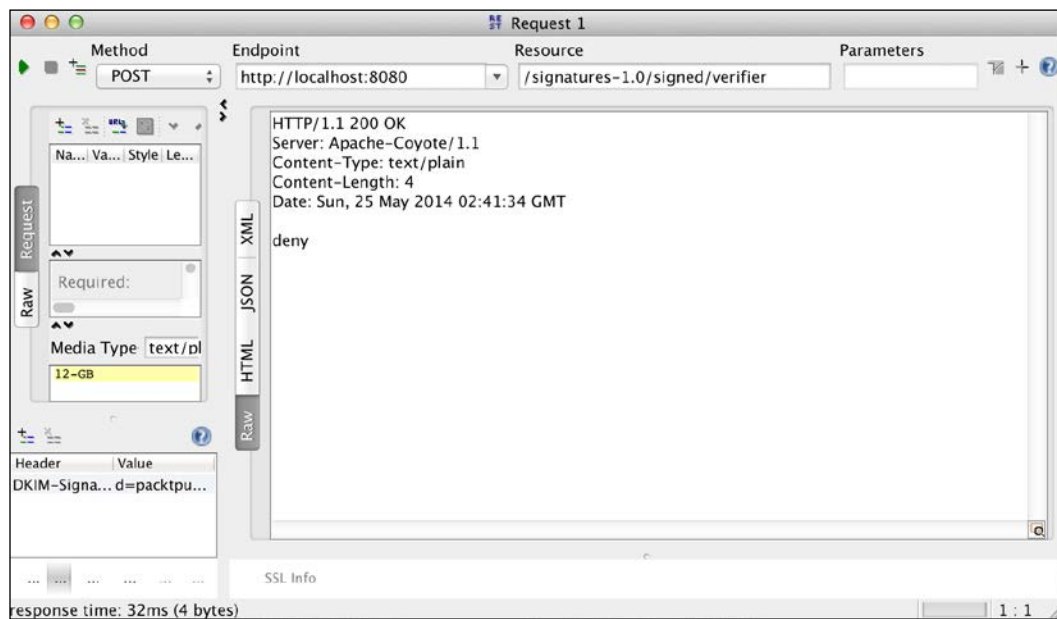 Request 1
Method
Endpoint
Resource
Parameters
POST
http://localhost:8080
/signatures-1.0/signed/verifier
Na... Va... Style Le...
Request
Raw
Required:
Media Type text/pl
12-GB
Header Value
DKIM-Signa... d=packtpu...
XML
JSON
HTML
Raw
HTTP/1.1 200 OK
Server: Apache-Coyote/1.1
Content-Type: text/plain
Content-Length: 4
Date: Sun, 25 May 2014 02:41:34 GMT
deny
... ... ... ... ... ...
SSL Info
response time: 32ms (4 bytes)
1 : 1